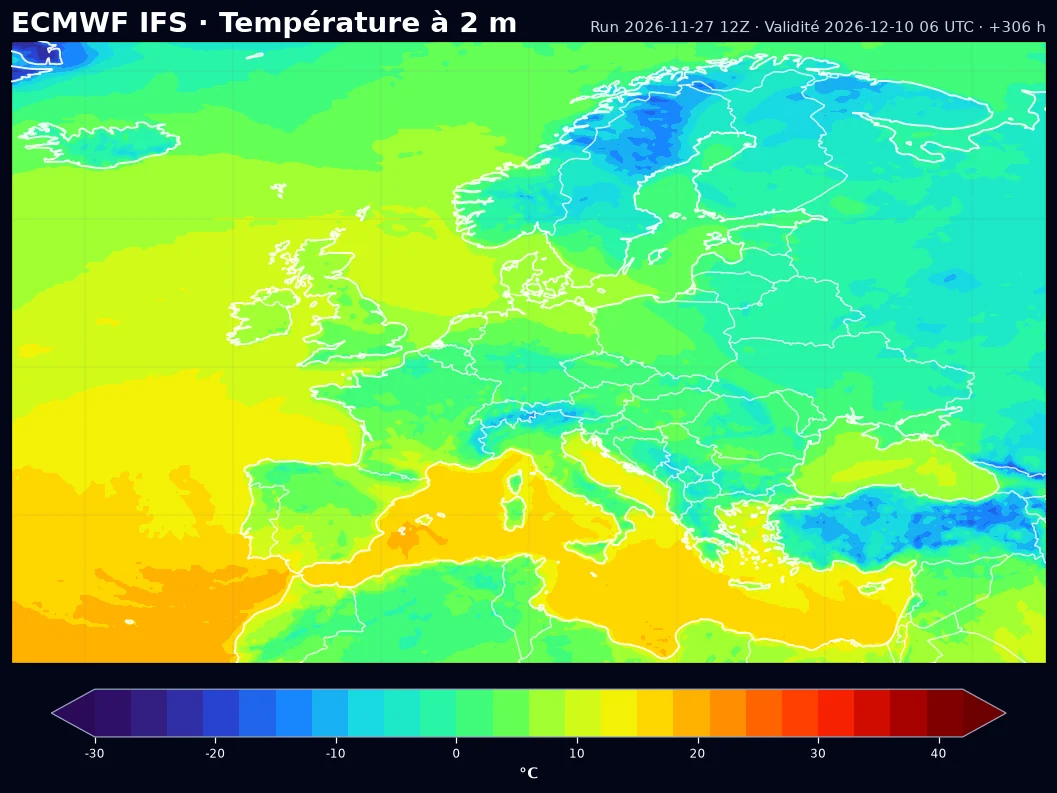 ECMWF IFS · Température à 2 m
Run 2026-11-27 12Z · Validité 2026-12-10 06 UTC · +306 h
-30 -20 -10 0 10 20 30 40
°C